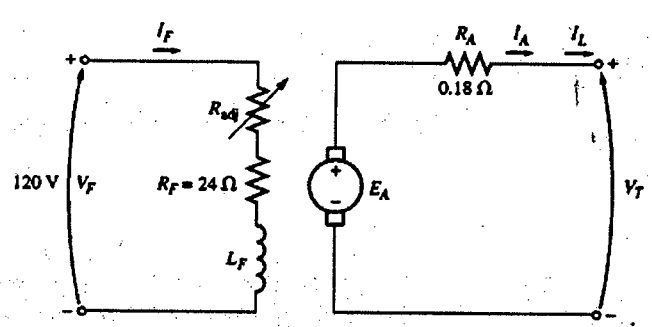 I_F
R_A
I_A
I_L
+
+
0.18 Ω
R_adj
120 V
V_F
R_F = 24 Ω
+
−
E_A
V_T
L_F
−
−